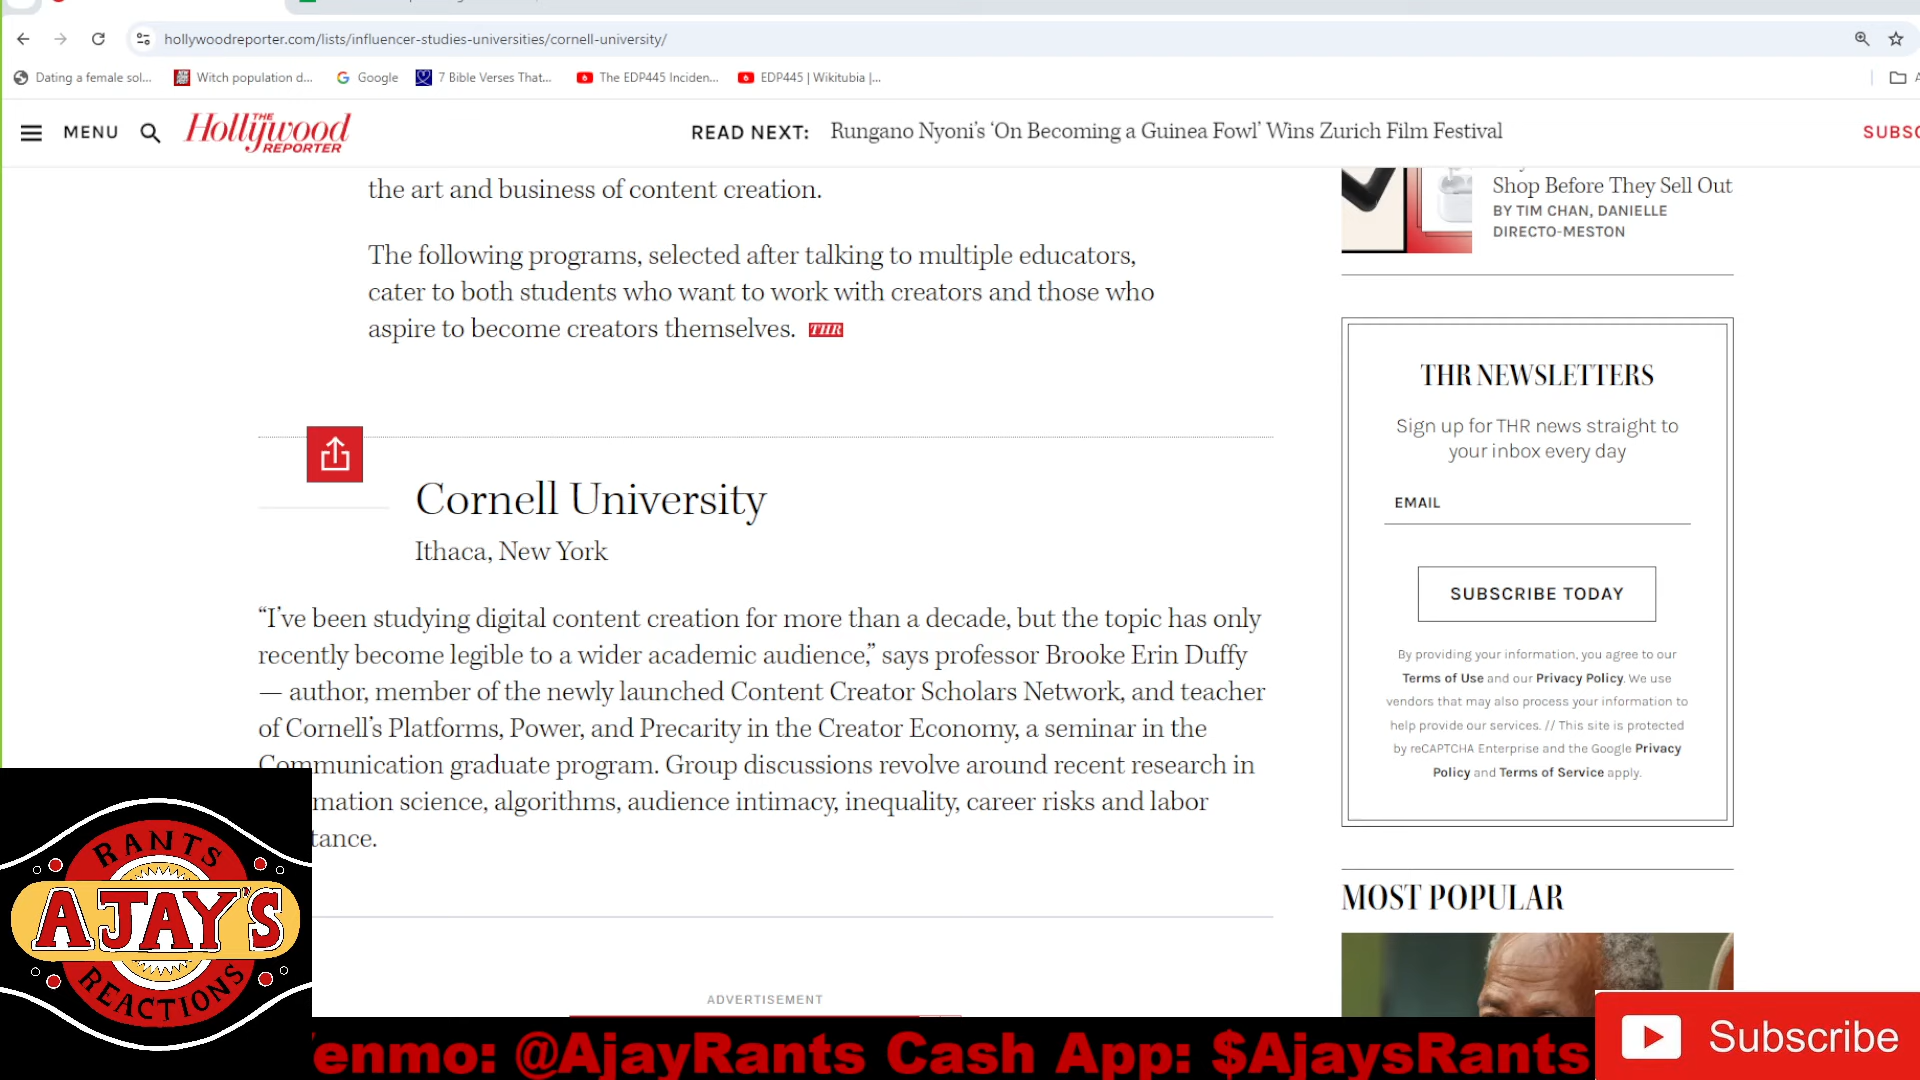 hollywoodreporter.com/lists/influencer-studies-universities/cornell-university/
Dating a female sol...
Witch population d...
Google
7 Bible Verses That...
The EDP445 Inciden...
EDP445 | Wikitubia |...
MENU
THE
Hollywood
REPORTER
READ NEXT: Rungano Nyoni’s ‘On Becoming a Guinea Fowl’ Wins Zurich Film Festival
the art and business of content creation.
The following programs, selected after talking to multiple educators,
cater to both students who want to work with creators and those who
aspire to become creators themselves. THR
Cornell University
Ithaca, New York
“I’ve been studying digital content creation for more than a decade, but the topic has only
recently become legible to a wider academic audience,” says professor Brooke Erin Duffy
— author, member of the newly launched Content Creator Scholars Network, and teacher
of Cornell’s Platforms, Power, and Precarity in the Creator Economy, a seminar in the
Communication graduate program. Group discussions revolve around recent research in
mation science, algorithms, audience intimacy, inequality, career risks and labor
tance.
ADVERTISEMENT
Shop Before They Sell Out
BY TIM CHAN, DANIELLE
DIRECTO-MESTON
THR NEWSLETTERS
Sign up for THR news straight to
your inbox every day
EMAIL
SUBSCRIBE TODAY
By providing your information, you agree to our
Terms of Use and our Privacy Policy. We use
vendors that may also process your information to
help provide our services. // This site is protected
by reCAPTCHA Enterprise and the Google Privacy
Policy and Terms of Service apply.
MOST POPULAR
RANTS
AJAY'S
REACTIONS
enmo: @AjayRants Cash App: $AjaysRants
Subscribe